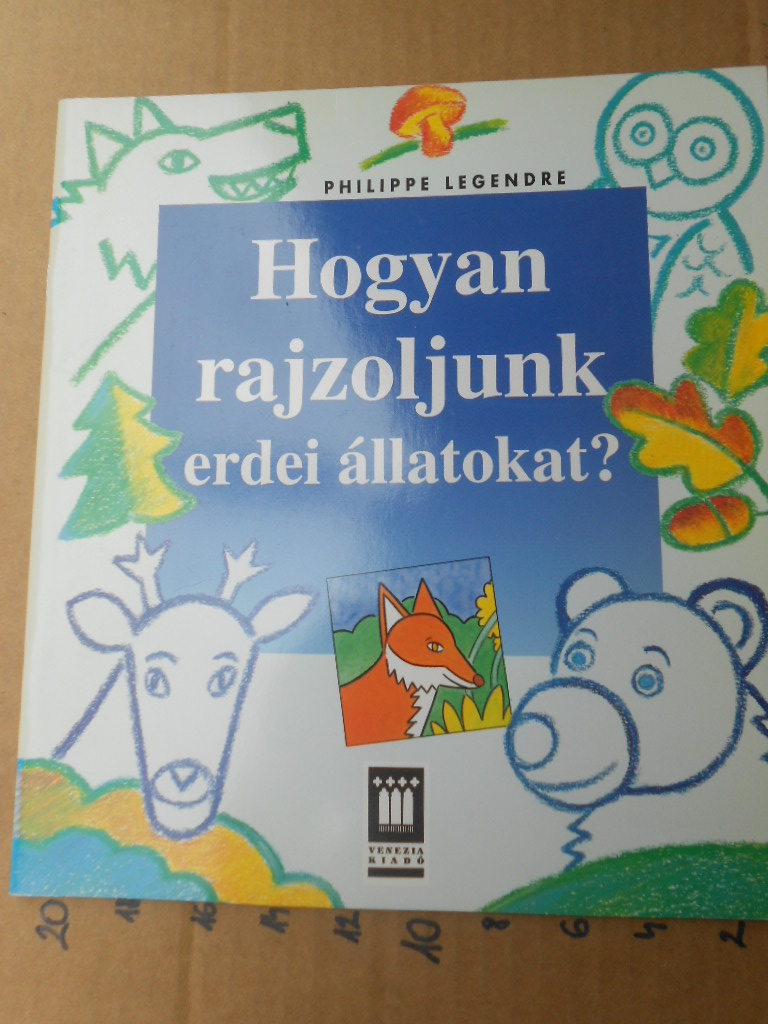 PHILIPPE LEGENDRE
Hogyan
rajzoljunk
erdei állatokat?
VENEZIA
KIADÓ
20 18 16 14 12 10 8 6 4 2